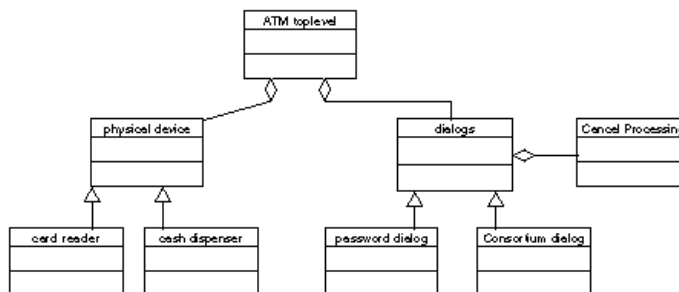 ATM toplevel
physical device
dialogs
Cancel Processing
card reader
cash dispenser
password dialog
Consortium dialog